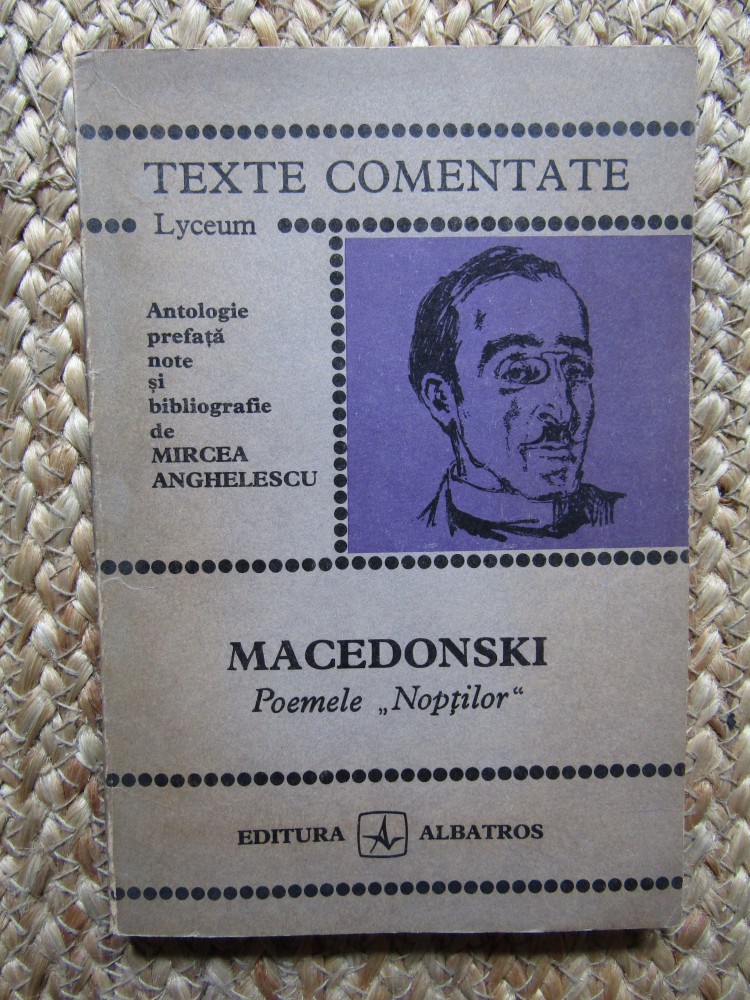 TEXTE COMENTATE
Lyceum
Antologie
prefață
note
și
bibliografie
de
MIRCEA
ANGHELESCU
MACEDONSKI
Poemele „Nopților“
EDITURA ALBATROS